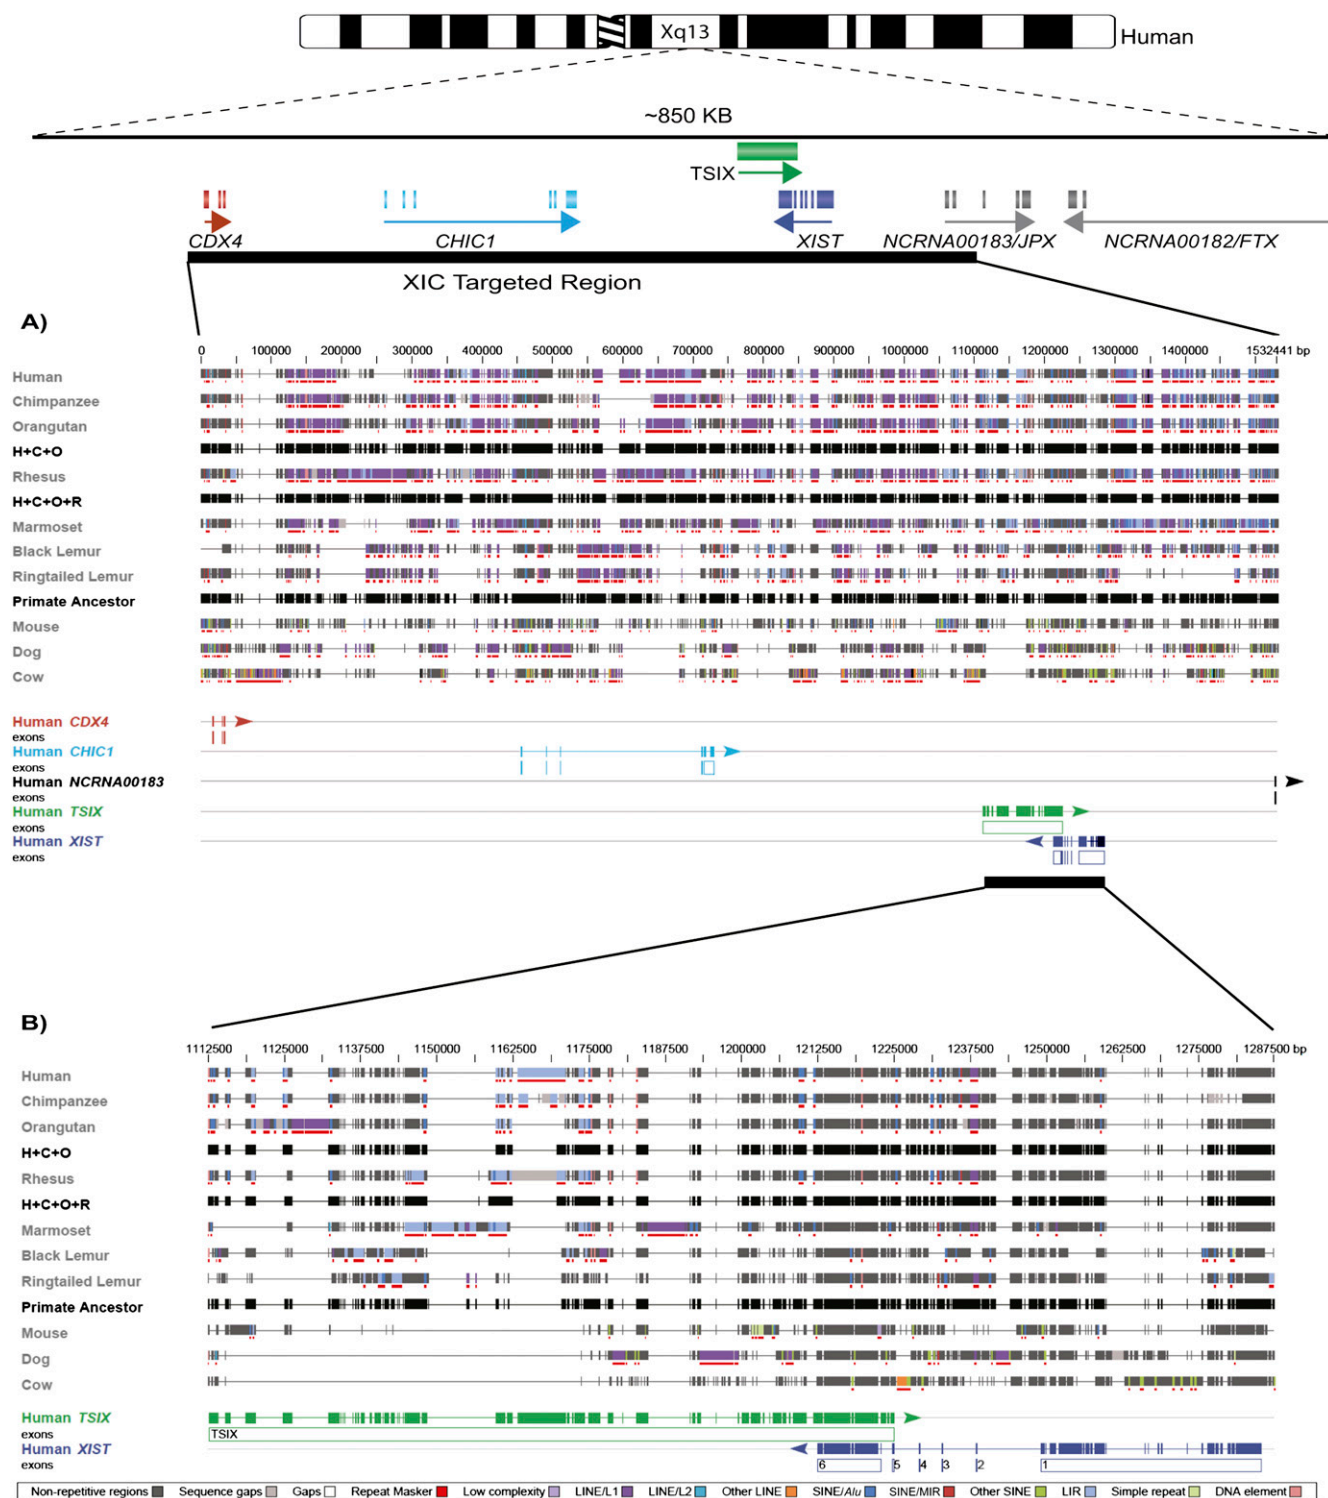 Xq13
Human
~850 KB
TSIX
CDX4 CHIC1 XIST NCRNA00183/JPX NCRNA00182/FTX
XIC Targeted Region
A)
0 100000 200000 300000 400000 500000 600000 700000 800000 900000 1000000 1100000 1200000 1300000 1400000 1532441 bp
Human
Chimpanzee
Orangutan
H+C+O
Rhesus
H+C+O+R
Marmoset
Black Lemur
Ringtailed Lemur
Primate Ancestor
Mouse
Dog
Cow
Human CDX4
exons
Human CHIC1
exons
Human NCRNA00183
exons
Human TSIX
exons
Human XIST
exons
B)
1112500 1125000 1137500 1150000 1162500 1175000 1187500 1200000 1212500 1225000 1237500 1250000 1262500 1275000 1287500 bp
Human
Chimpanzee
Orangutan
H+C+O
Rhesus
H+C+O+R
Marmoset
Black Lemur
Ringtailed Lemur
Primate Ancestor
Mouse
Dog
Cow
Human TSIX
exons TSIX
Human XIST
exons 6 5 4 3 2 1
Non-repetitive regions Sequence gaps Gaps Repeat Masker Low complexity LINE/L1 LINE/L2 Other LINE SINE/Alu SINE/MIR Other SINE LIR Simple repeat DNA element